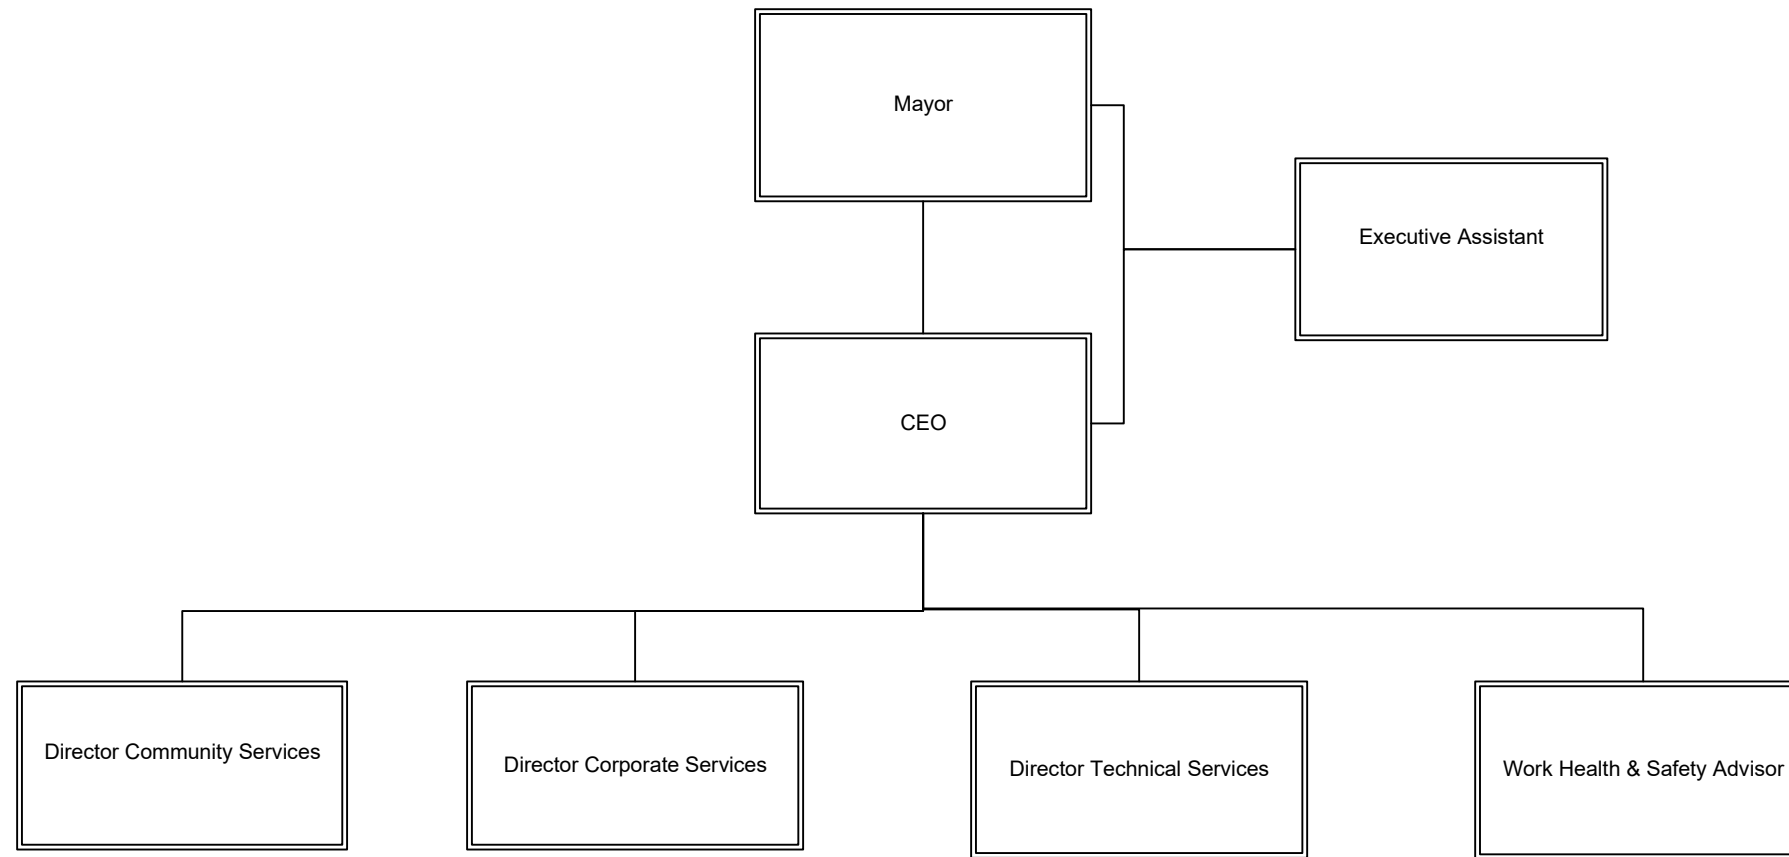 Mayor
Executive Assistant
CEO
Director Community Services
Director Corporate Services
Director Technical Services
Work Health & Safety Advisor